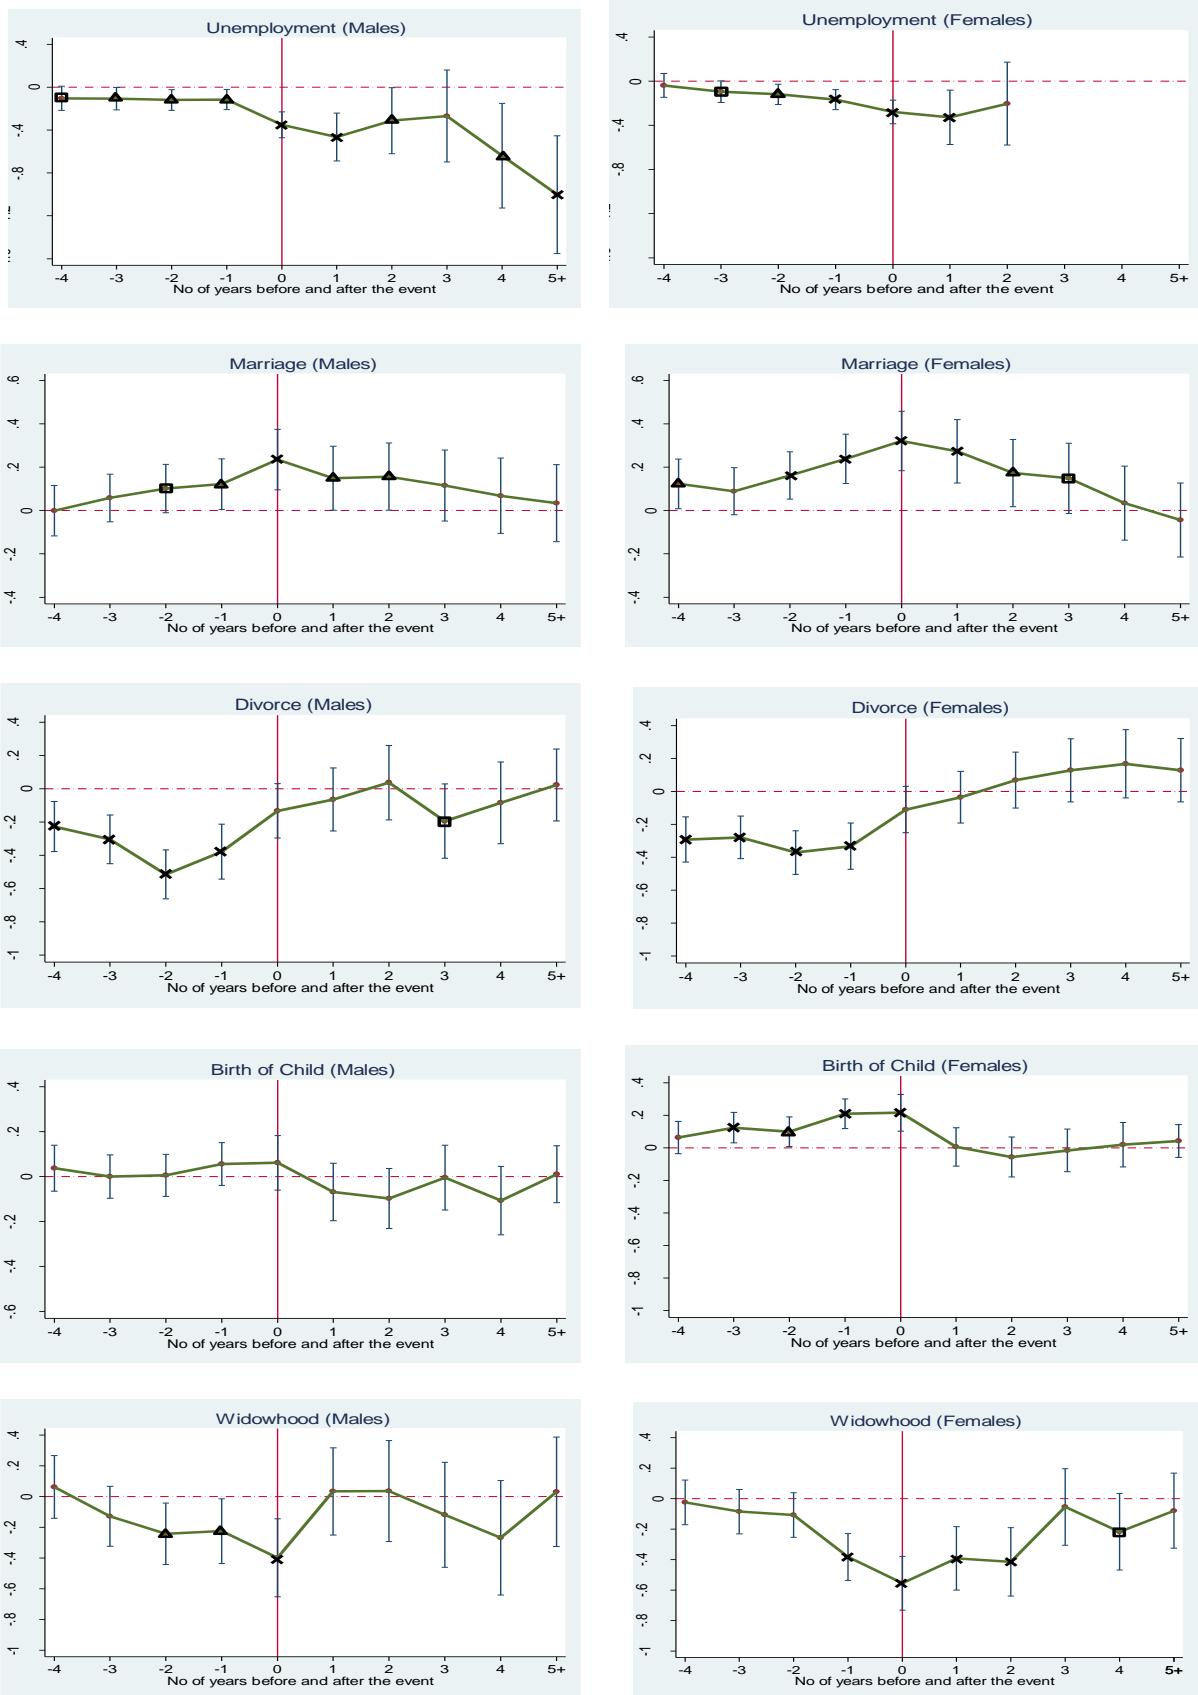 Unemployment (Males)
.4
0
-.4
-.8
-4 -3 -2 -1 0 1 2 3 4 5+
No of years before and after the event
Unemployment (Females)
.4
0
-.4
-.8
-4 -3 -2 -1 0 1 2 3 4 5+
No of years before and after the event
Marriage (Males)
.6
.4
.2
0
-.2
-.4
-4 -3 -2 -1 0 1 2 3 4 5+
No of years before and after the event
Marriage (Females)
.6
.4
.2
0
-.2
-.4
-4 -3 -2 -1 0 1 2 3 4 5+
No of years before and after the event
Divorce (Males)
.4
.2
0
-.2
-.4
-.6
-.8
-1
-4 -3 -2 -1 0 1 2 3 4 5+
No of years before and after the event
Divorce (Females)
.4
.2
0
-.2
-.4
-.6
-.8
-1
-4 -3 -2 -1 0 1 2 3 4 5+
No of years before and after the event
Birth of Child (Males)
.4
.2
0
-.2
-.4
-.6
-4 -3 -2 -1 0 1 2 3 4 5+
No of years before and after the event
Birth of Child (Females)
.4
.2
0
-.2
-.4
-.6
-.8
-1
-4 -3 -2 -1 0 1 2 3 4 5+
No of years before and after the event
Widowhood (Males)
.4
.2
0
-.2
-.4
-.6
-.8
-1
-4 -3 -2 -1 0 1 2 3 4 5+
No of years before and after the event
Widowhood (Females)
.4
.2
0
-.2
-.4
-.6
-.8
-1
-4 -3 -2 -1 0 1 2 3 4 5+
No of years before and after the event